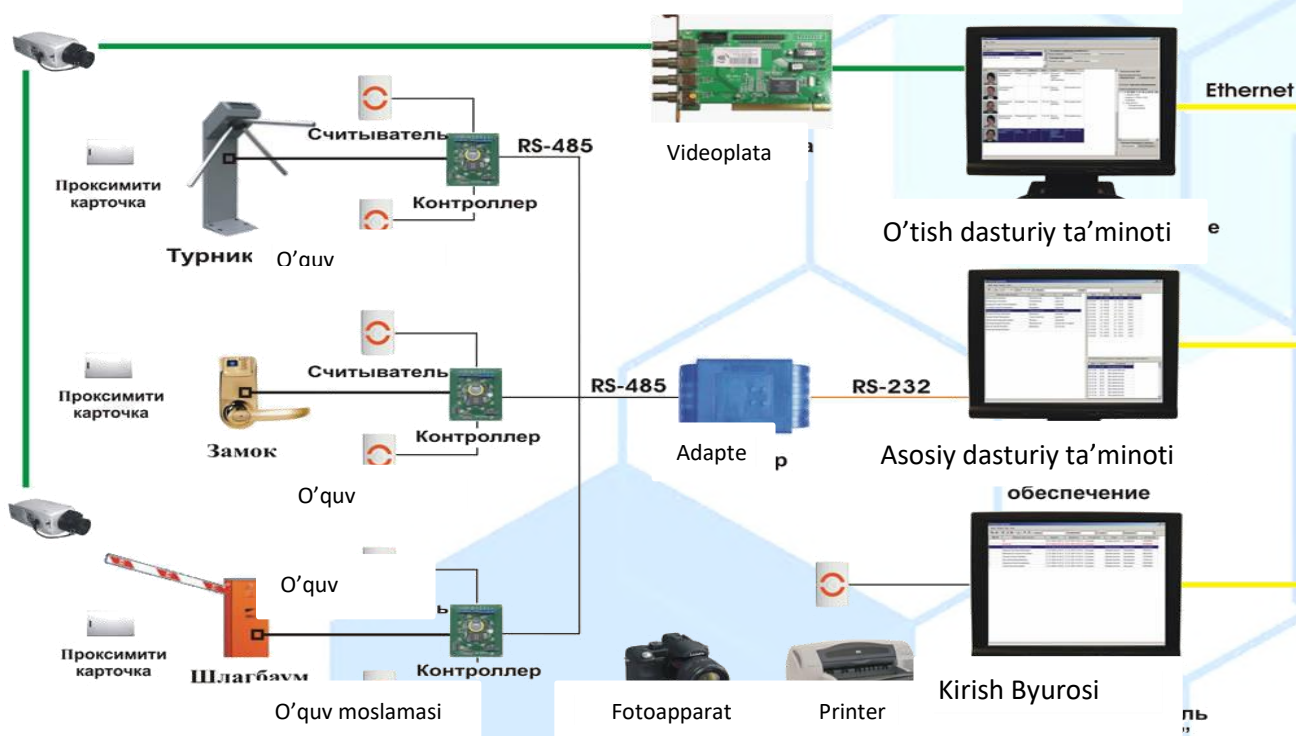 Ethernet
Считыватель
RS-485
Videoplata
а
Проксимити
карточка
Контроллер
Турник
O’quv
O’tish dasturiy ta’minoti
е
Считыватель
RS-485
RS-232
Проксимити
карточка
Контроллер
Замок
Adapte
р
Asosiy dasturiy ta’minoti
обеспечение
O’quv
O’quv
ь
Проксимити
карточка
Контроллер
Шлагбаум
O’quv moslamasi
Fotoapparat
Printer
Kirish Byurosi
ль
”